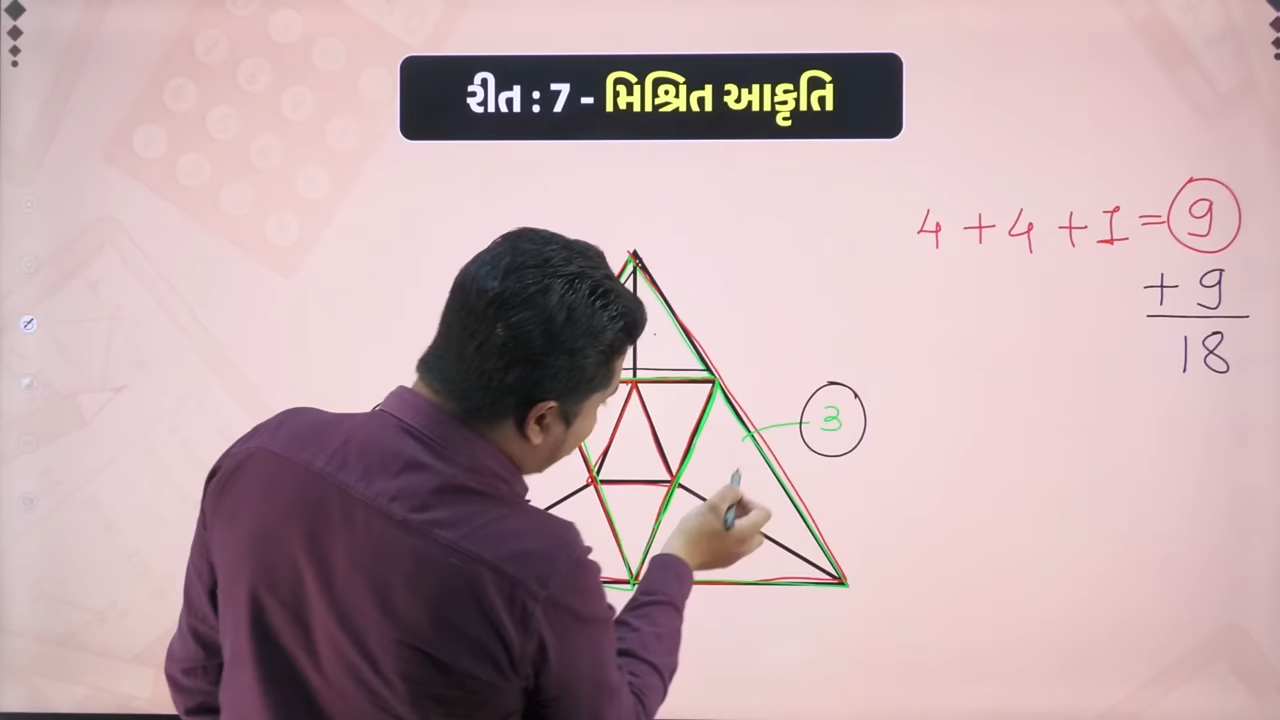 રીત : 7 - મિશ્રિત આકૃતિ
4 + 4 + 1 = 9
+ 9
18
3